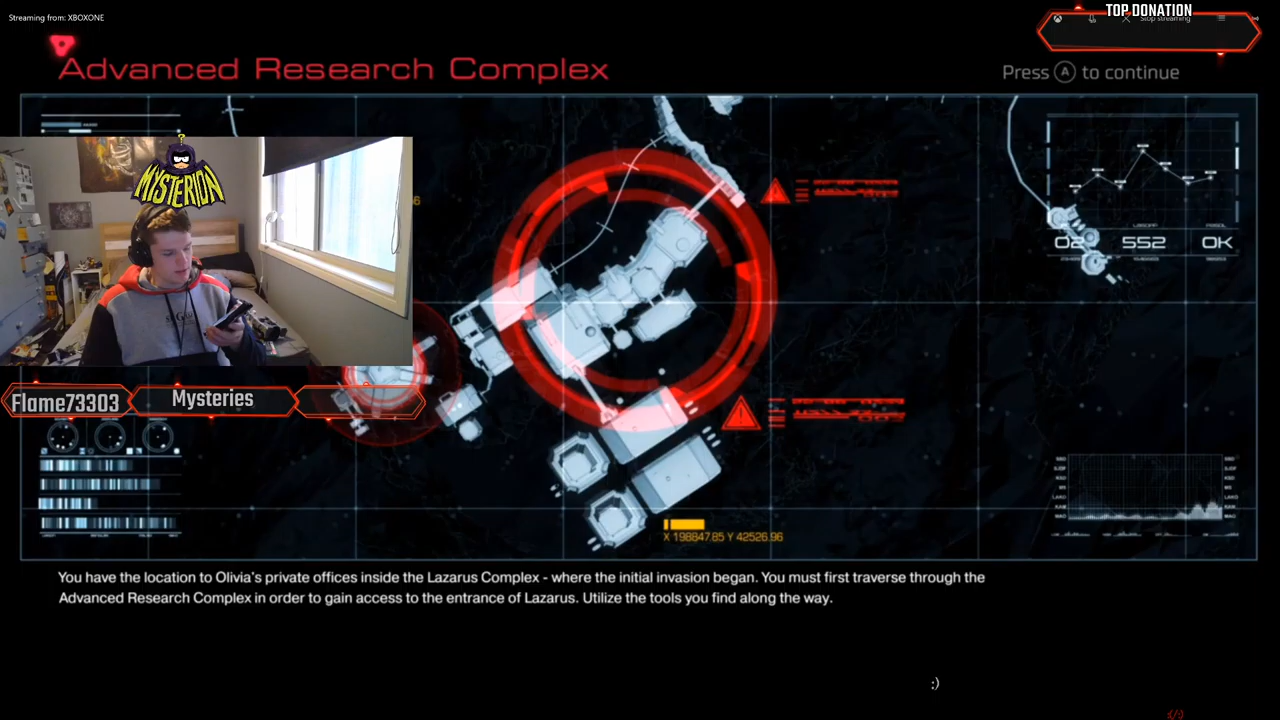 Streaming from: XBOXONE
TOP DONATION
Stop streaming
Advanced Research Complex
Press A to continue
?
MYSTERION
6
02 552 OK
Flame73303
Mysteries
X 198847.85 Y 42526.96
You have the location to Olivia's private offices inside the Lazarus Complex - where the initial invasion began. You must first traverse through the
Advanced Research Complex in order to gain access to the entrance of Lazarus. Utilize the tools you find along the way.
:)
:(/-)